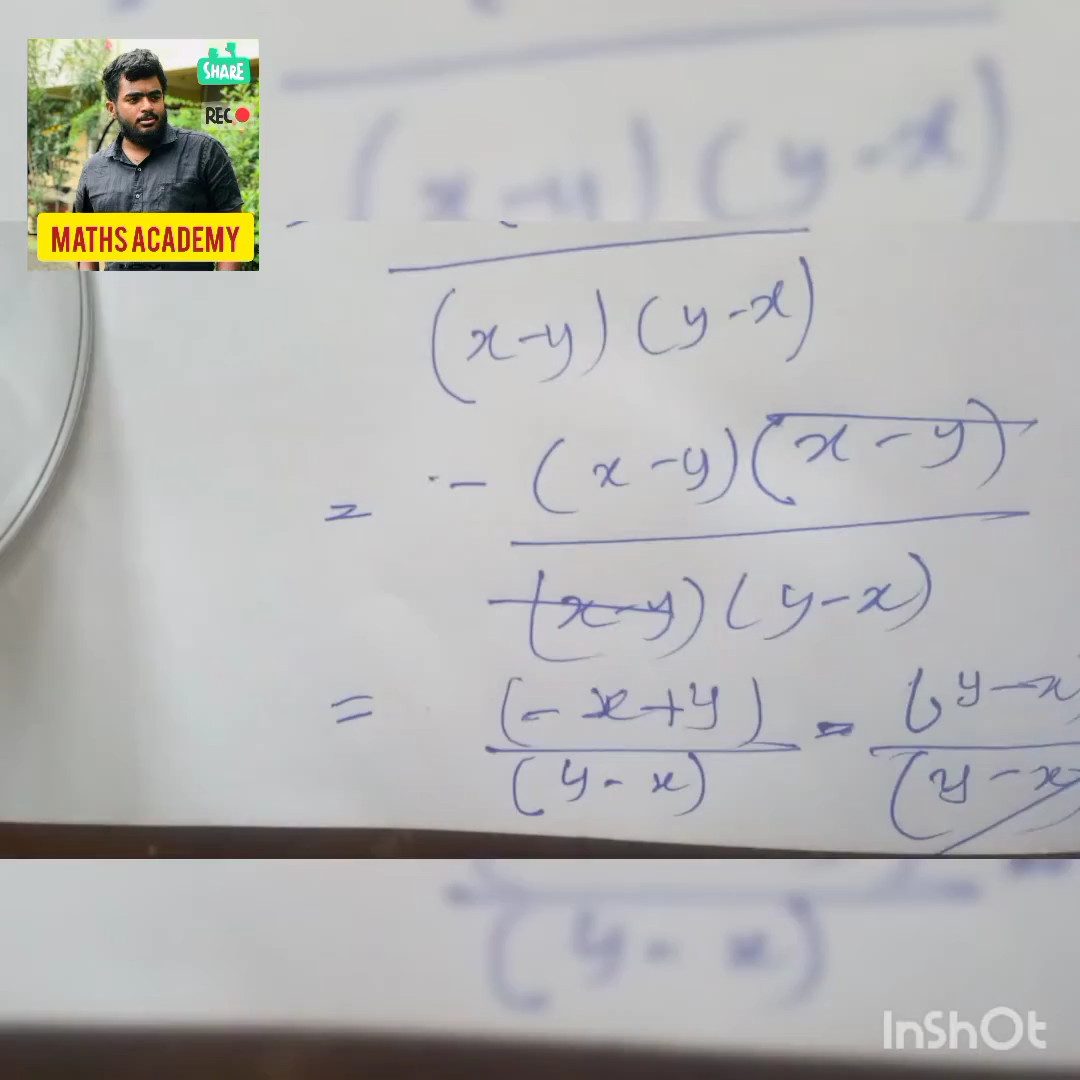 SHARE
REC
MATHS ACADEMY
(x-y) (y-x)
(x-y) (y-x)
= - (x-y)(x-y)
(x-y) (y-x)
= (-x+y) = (y-x)
(y-x) (y-x)
(y-x)
InShOt